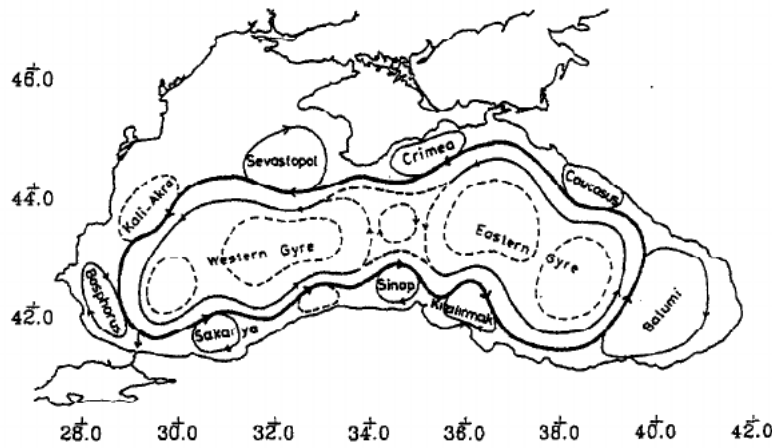 46.0
44.0
42.0
Sevastopol
Crimea
Caucasus
Kali-Akra
Western Gyre
Eastern Gyre
Bosphorus
Sakarya
Sinop
Kizilirmak
Batumi
28.0 30.0 32.0 34.0 36.0 38.0 40.0 42.0